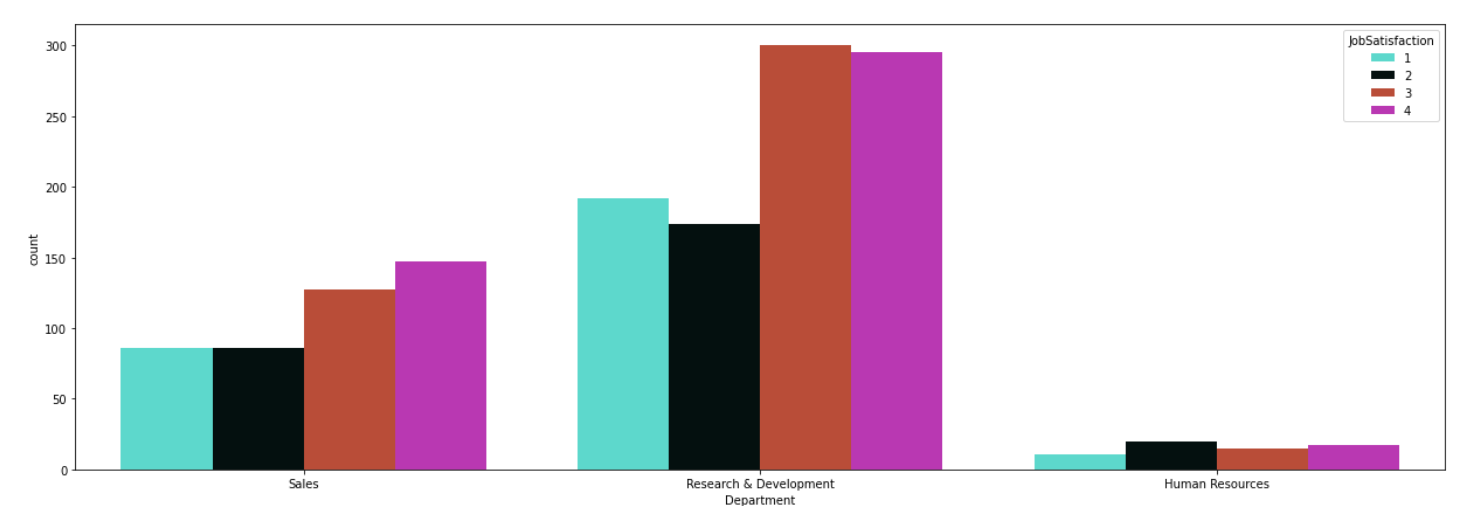 JobSatisfaction
1
2
3
4
300
250
200
150
100
50
0
count
Sales
Research & Development
Human Resources
Department